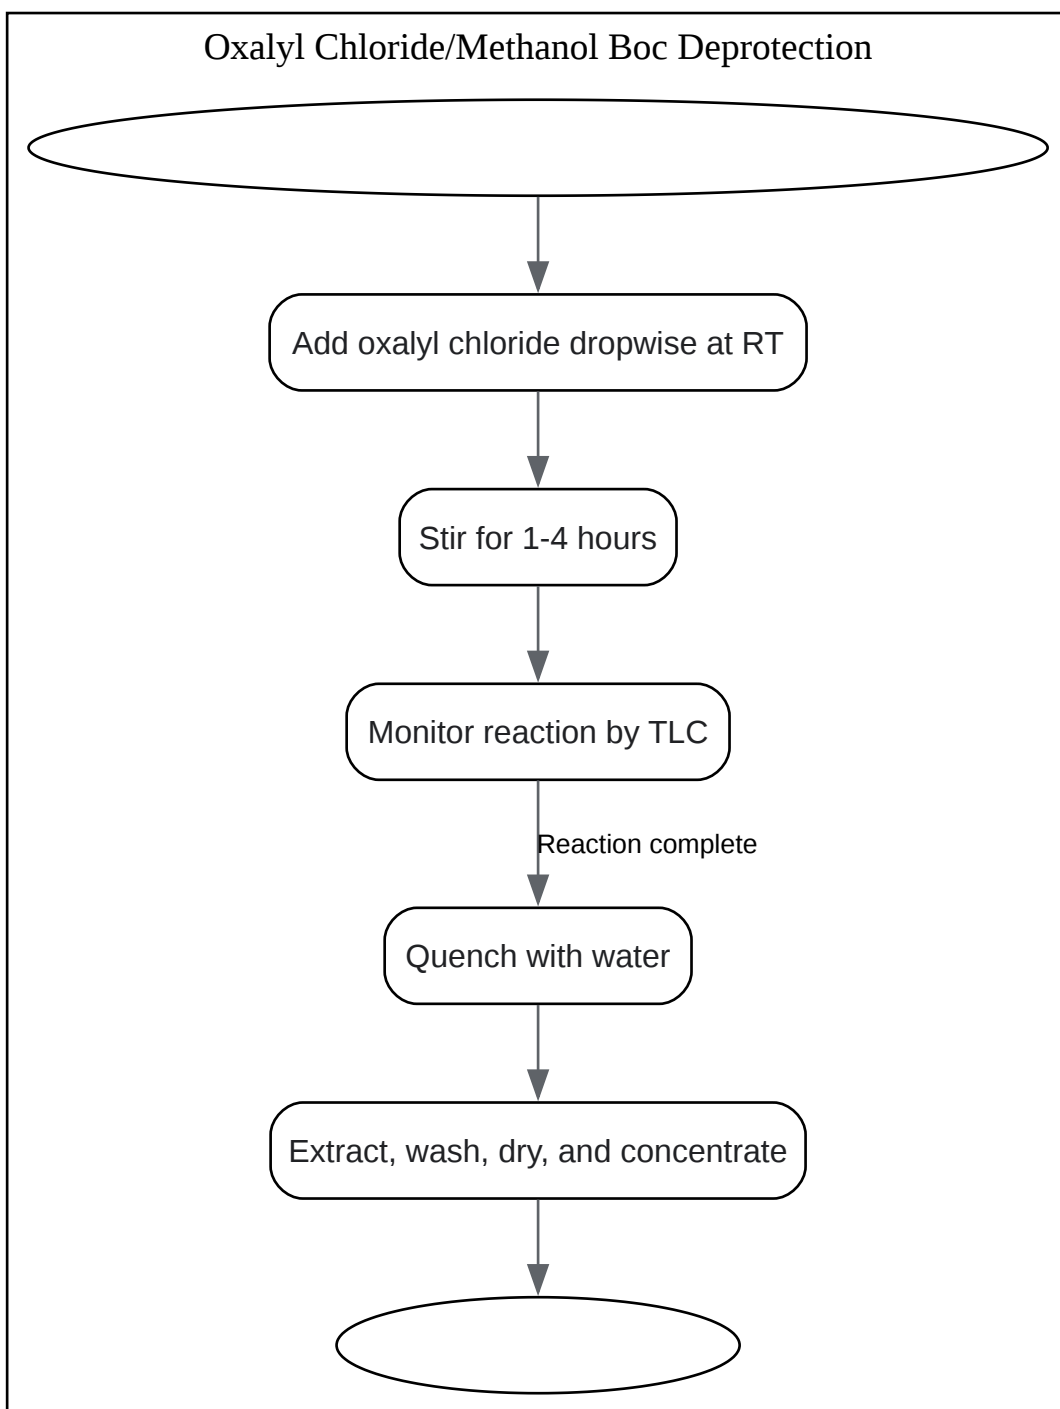 Oxalyl Chloride/Methanol Boc Deprotection
Add oxalyl chloride dropwise at RT
Stir for 1-4 hours
Monitor reaction by TLC
Reaction complete
Quench with water
Extract, wash, dry, and concentrate